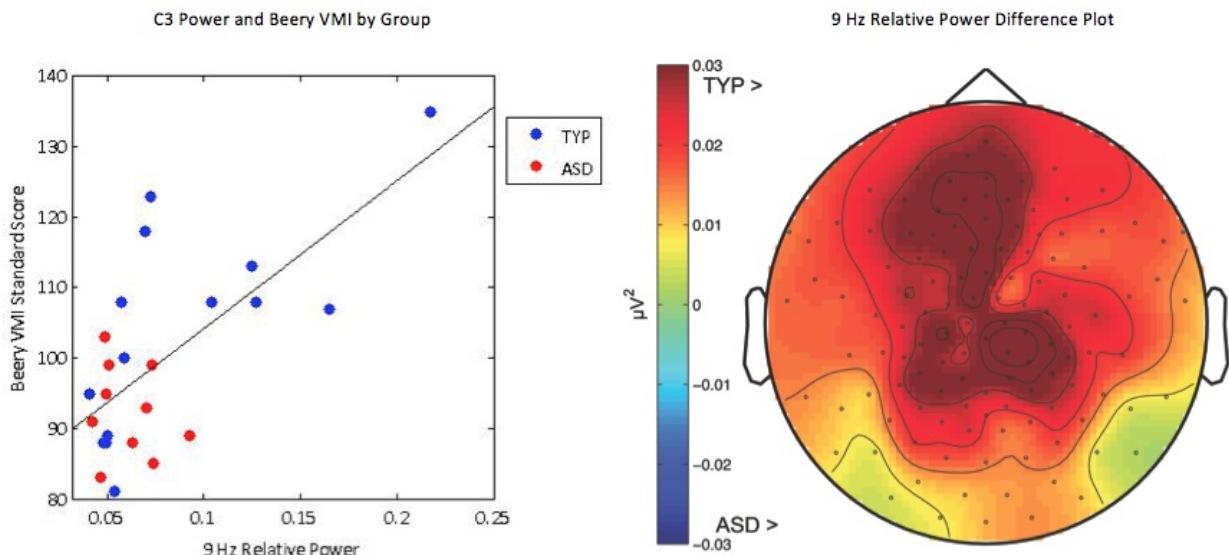 C3 Power and Beery VMI by Group
140
130
120
110
100
90
80
0.05
0.1
0.15
0.2
0.25
Beery VMI Standard Score
9 Hz Relative Power
TYP
ASD
9 Hz Relative Power Difference Plot
0.03
TYP >
0.02
0.01
0
−0.01
−0.02
ASD >
−0.03
µV²